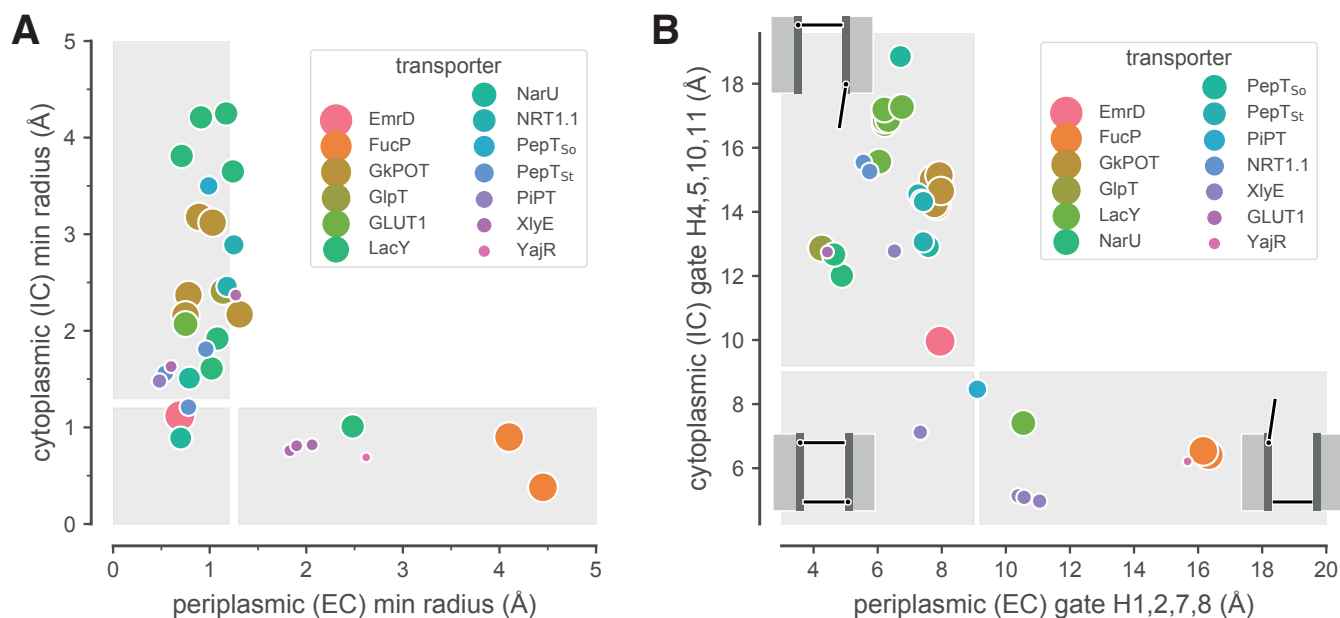 A
cytoplasmic (IC) min radius (Å)
5
4
3
2
1
0
0 1 2 3 4 5
periplasmic (EC) min radius (Å)
transporter
EmrD
FucP
GkPOT
GlpT
GLUT1
LacY
NarU
NRT1.1
PepTSo
PepTSt
PiPT
XlyE
YajR
B
cytoplasmic (IC) gate H4,5,10,11 (Å)
18
16
14
12
10
8
6
4 6 8 10 12 14 16 18 20
periplasmic (EC) gate H1,2,7,8 (Å)
transporter
EmrD
FucP
GkPOT
GlpT
LacY
NarU
PepTSo
PepTSt
PiPT
NRT1.1
XlyE
GLUT1
YajR